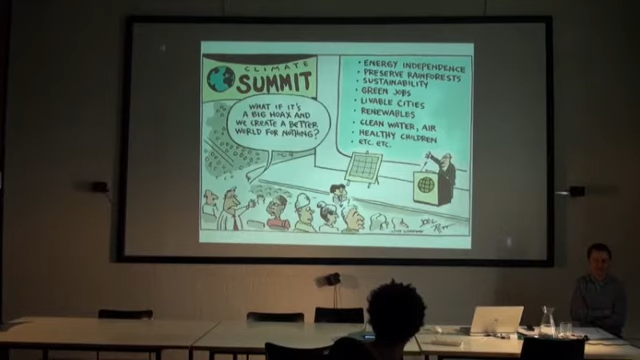 CLIMATE
SUMMIT
WHAT IF IT'S
A BIG HOAX AND
WE CREATE A BETTER
WORLD FOR NOTHING?
• ENERGY INDEPENDENCE
• PRESERVE RAINFORESTS
• SUSTAINABILITY
• GREEN JOBS
• LIVABLE CITIES
• RENEWABLES
• CLEAN WATER, AIR
• HEALTHY CHILDREN
• ETC. ETC.